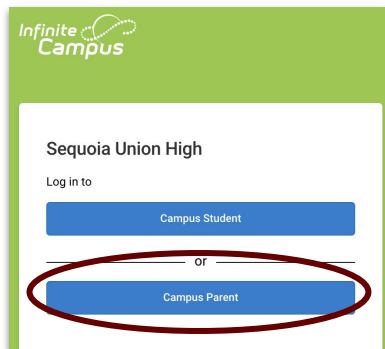 Infinite
Campus
Sequoia Union High
Log in to
Campus Student
or
Campus Parent